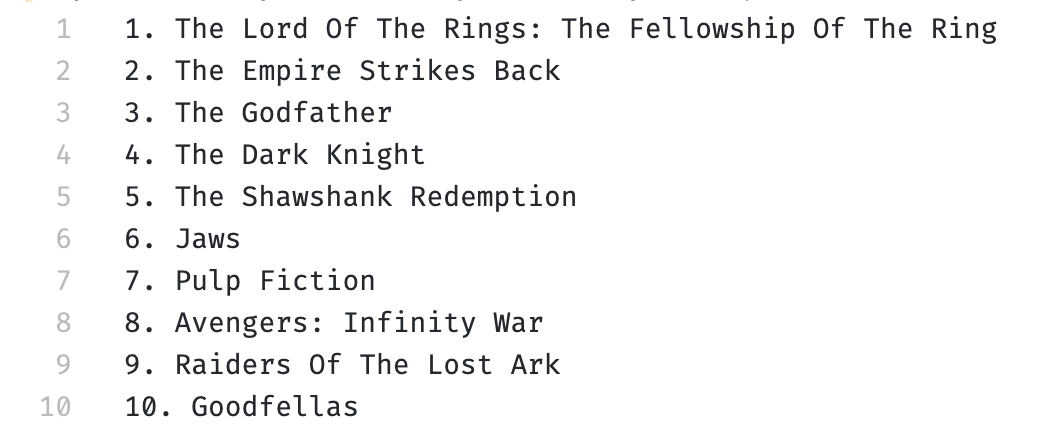 1 1. The Lord Of The Rings: The Fellowship Of The Ring
2 2. The Empire Strikes Back
3 3. The Godfather
4 4. The Dark Knight
5 5. The Shawshank Redemption
6 6. Jaws
7 7. Pulp Fiction
8 8. Avengers: Infinity War
9 9. Raiders Of The Lost Ark
10 10. Goodfellas